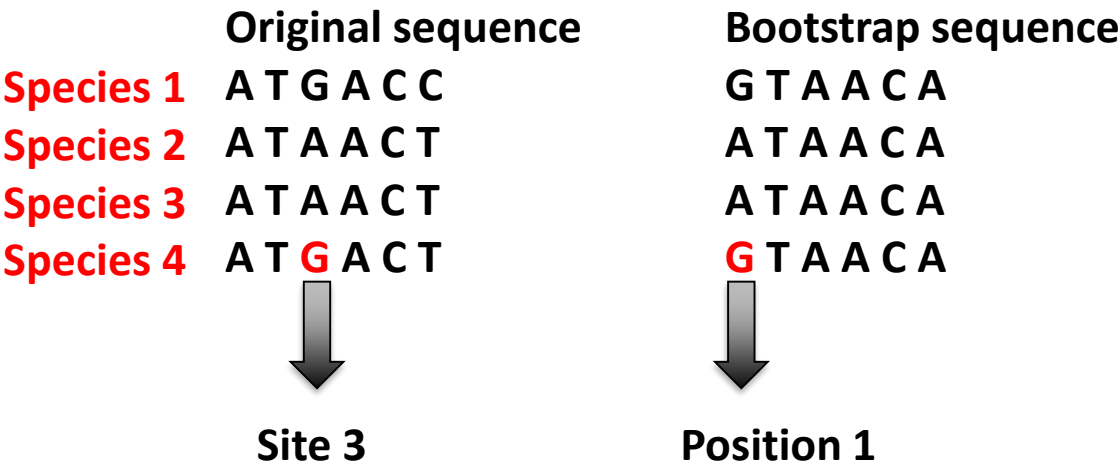 Original sequence Bootstrap sequence
Species 1 A T G A C C G T A A C A
Species 2 A T A A C T A T A A C A
Species 3 A T A A C T A T A A C A
Species 4 A T G A C T G T A A C A
Site 3 Position 1